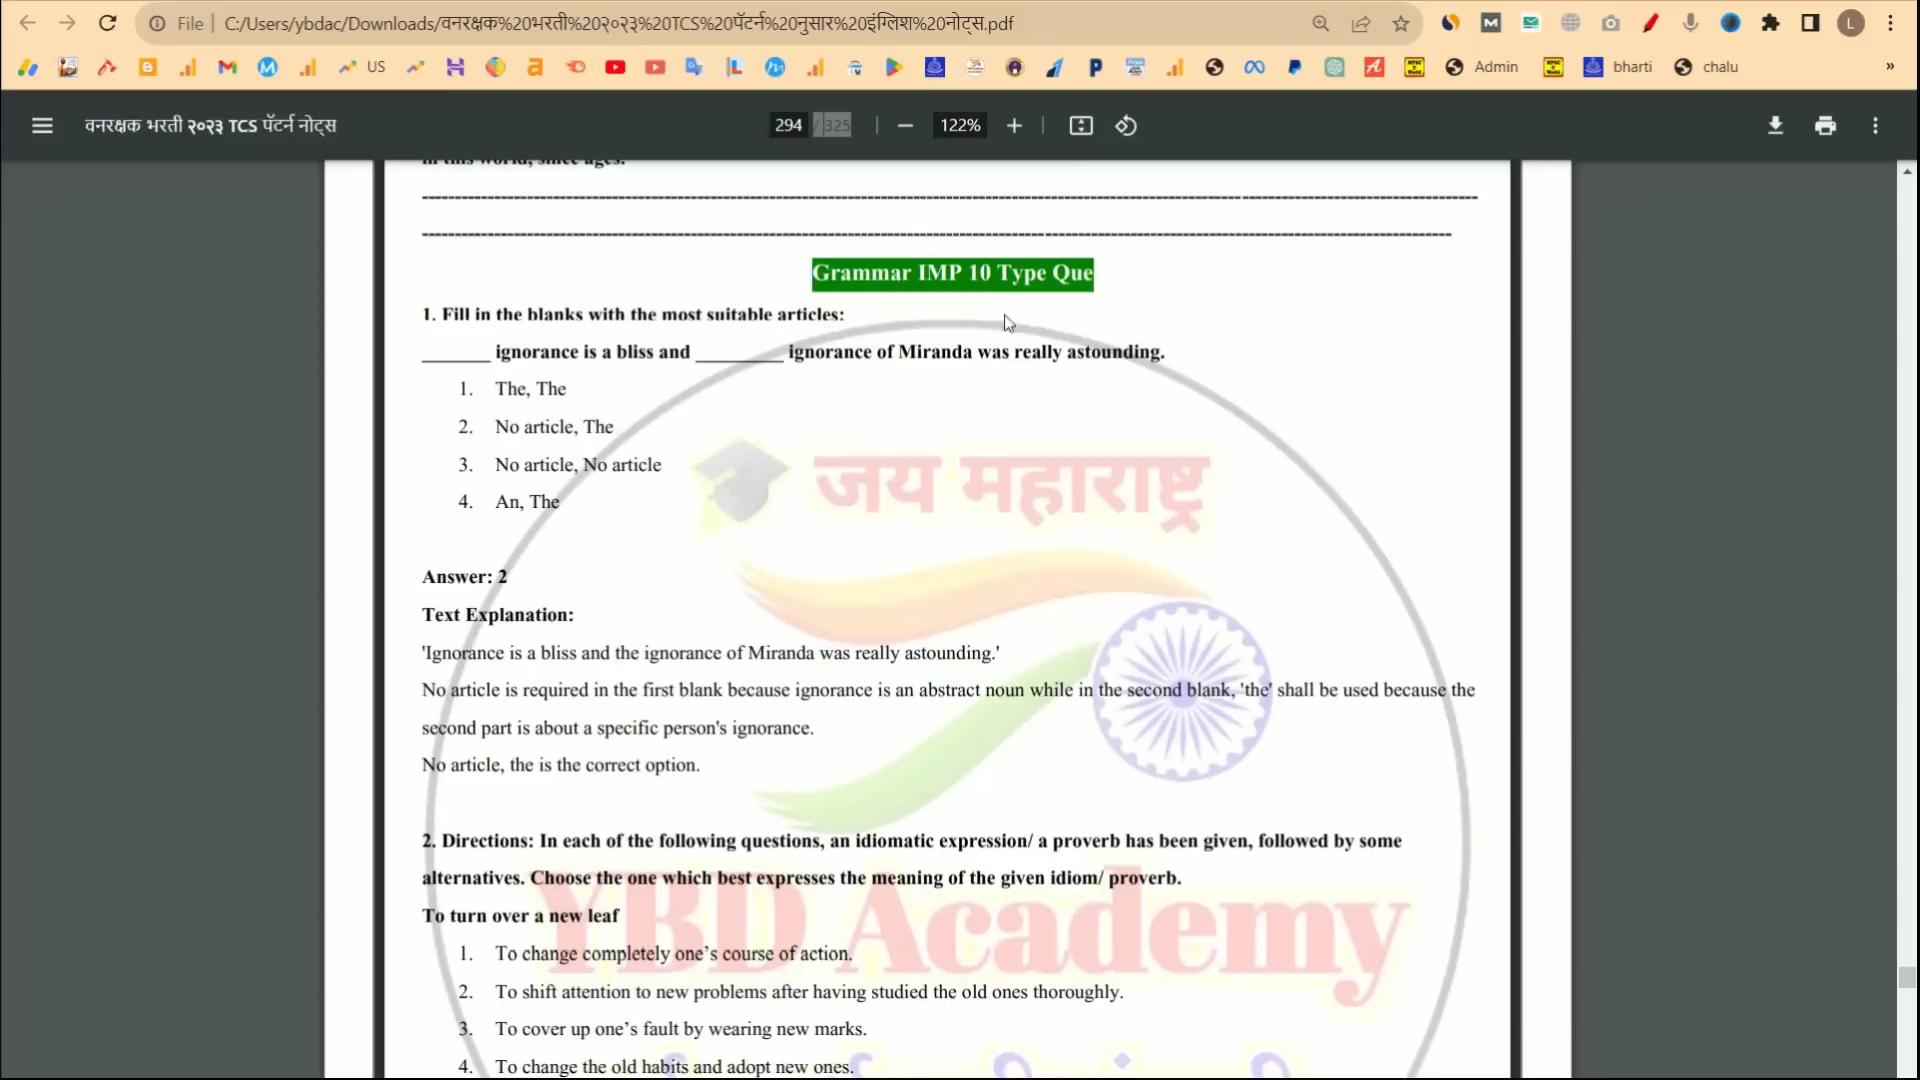 File | C:/Users/ybdac/Downloads/वनरक्षक%20भरती%20२०२३%20TCS%20पॅटर्न%20नुसार%20इंग्लिश%20नोट्स.pdf
US Admin bharti chalu »
वनरक्षक भरती २०२३ TCS पॅटर्न नोट्स 294 / 325 122%
in this world, since ages.
Grammar IMP 10 Type Que
1. Fill in the blanks with the most suitable articles:
_______ ignorance is a bliss and _________ ignorance of Miranda was really astounding.
1. The, The
2. No article, The
3. No article, No article
4. An, The
जय महाराष्ट्र
Answer: 2
Text Explanation:
'Ignorance is a bliss and the ignorance of Miranda was really astounding.'
No article is required in the first blank because ignorance is an abstract noun while in the second blank, 'the' shall be used because the
second part is about a specific person's ignorance.
No article, the is the correct option.
2. Directions: In each of the following questions, an idiomatic expression/ a proverb has been given, followed by some
alternatives. Choose the one which best expresses the meaning of the given idiom/ proverb.
YBD Academy
To turn over a new leaf
1. To change completely one’s course of action.
2. To shift attention to new problems after having studied the old ones thoroughly.
3. To cover up one’s fault by wearing new marks.
4. To change the old habits and adopt new ones.